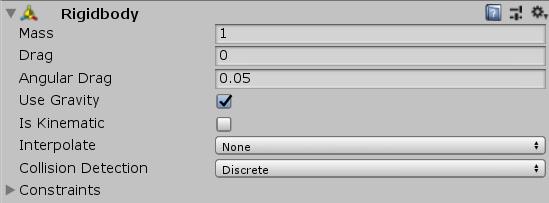 Rigidbody
Mass 1
Drag 0
Angular Drag 0.05
Use Gravity
Is Kinematic
Interpolate None
Collision Detection Discrete
Constraints